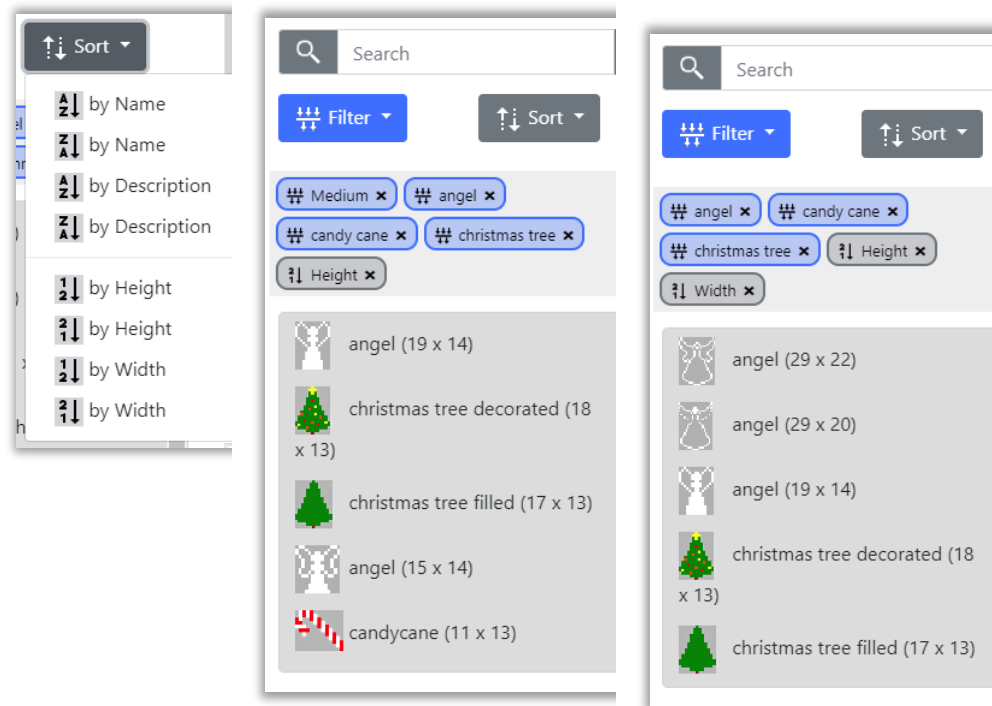 Sort
by Name
by Name
by Description
by Description
by Height
by Height
by Width
by Width
Search
Filter
Sort
Medium
angel
candy cane
christmas tree
Height
angel (19 x 14)
christmas tree decorated (18
x 13)
christmas tree filled (17 x 13)
angel (15 x 14)
candycane (11 x 13)
Search
Filter
Sort
angel
candy cane
christmas tree
Height
Width
angel (29 x 22)
angel (29 x 20)
angel (19 x 14)
christmas tree decorated (18
x 13)
christmas tree filled (17 x 13)